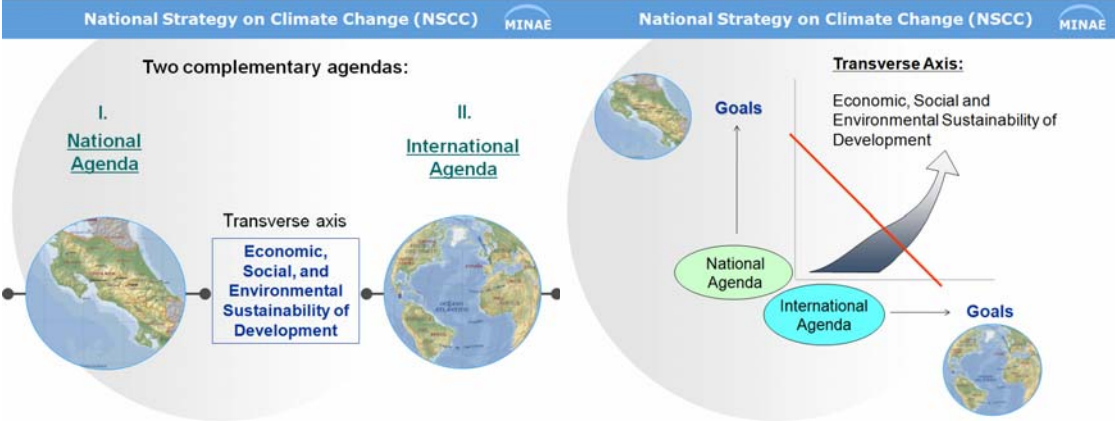 National Strategy on Climate Change (NSCC)
MINAE
Two complementary agendas:
I.
National
Agenda
II.
International
Agenda
Transverse axis
Economic,
Social, and
Environmental
Sustainability of
Development
National Strategy on Climate Change (NSCC)
MINAE
Transverse Axis:
Economic, Social and
Environmental Sustainability of
Development
Goals
National
Agenda
International
Agenda
Goals